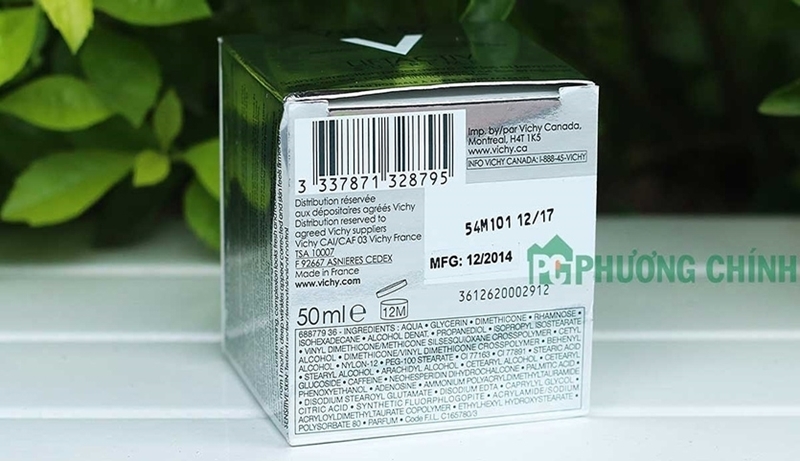 LIFTACTIV
Imp. by/par Vichy Canada,
Montreal, H4T 1K5
www.vichy.ca
INFO VICHY CANADA: 1-888-45-VICHY
3 337871 328795
Distribution réservée
aux dépositaires agréés Vichy
Distribution reserved to
agreed Vichy suppliers
Vichy CAI/CAF 03 Vichy France
TSA 10007
F 92667 ASNIERES CEDEX
Made in France
www.vichy.com
54M101 12/17
MFG: 12/2014
PC PHƯƠNG CHÍNH
3612620002912
50 ml e
12M
688779 36 - INGREDIENTS : AQUA • GLYCERIN • DIMETHICONE • RHAMNOSE •
ISOHEXADECANE • ALCOHOL DENAT. • PROPANEDIOL • ISOPROPYL ISOSTEARATE
• VINYL DIMETHICONE/METHICONE SILSESQUIOXANE CROSSPOLYMER • CETYL
ALCOHOL • DIMETHICONE/VINYL DIMETHICONE CROSSPOLYMER • BEHENYL
ALCOHOL • NYLON-12 • PEG-100 STEARATE • CI 77163 • CI 77891 • STEARIC ACID
• STEARYL ALCOHOL • ARACHIDYL ALCOHOL • CETEARYL ALCOHOL • CETEARYL
GLUCOSIDE • CAFFEINE • NEOHESPERIDIN DIHYDROCHALCONE • PALMITIC ACID •
PHENOXYETHANOL • ADENOSINE • AMMONIUM POLYACRYLDIMETHYLTAURAMIDE
• DISODIUM STEAROYL GLUTAMATE • DISODIUM EDTA • CAPRYLYL GLYCOL •
CITRIC ACID • SYNTHETIC FLUORPHLOGOPITE • ACRYLAMIDE/SODIUM
ACRYLOYLDIMETHYLTAURATE COPOLYMER • ETHYLHEXYL HYDROXYSTEARATE •
POLYSORBATE 80 • PARFUM • Code F.I.L. C165780/3